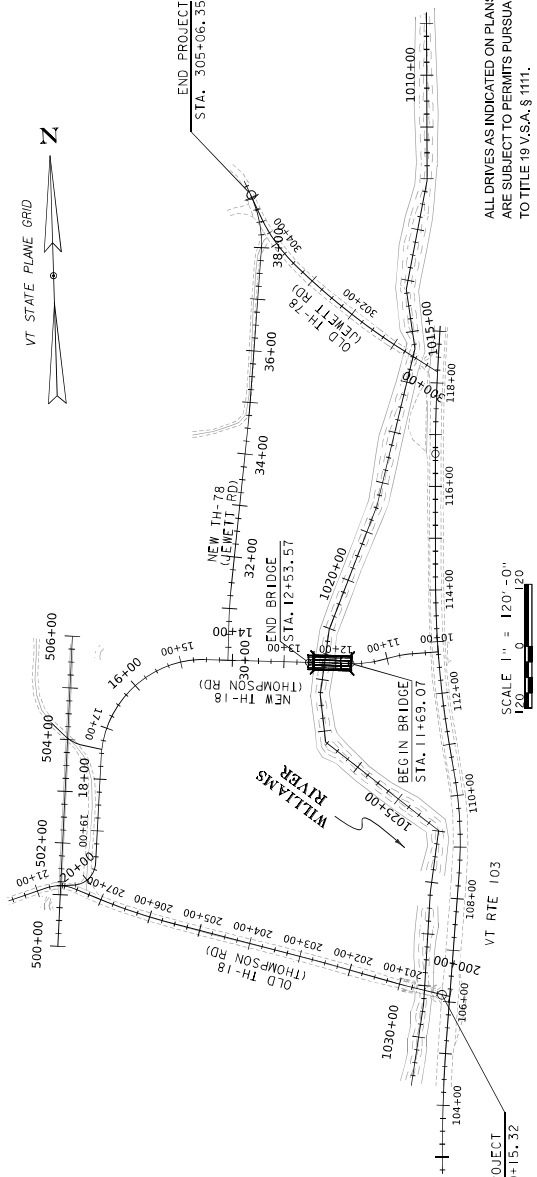 VT STATE PLANE GRID
N
END PROJECT
STA. 305+06.35
500+00
502+00
504+00
506+00
21+00
20+00
19+00
18+00
17+00
16+00
15+00
14+00
207+00
206+00
205+00
204+00
203+00
202+00
201+00
200+00
OLD TH-18
(THOMPSON RD)
NEW TH-18
(THOMPSON RD)
30+00
32+00
34+00
36+00
38+00
NEW TH-78
(JEWETT RD)
304+00
302+00
300+00
OLD TH-78
(JEWETT RD)
END BRIDGE
STA. 12+53.57
13+00
12+00
11+00
10+00
BEGIN BRIDGE
STA. 11+69.07
WILLIAMS
RIVER
1030+00
1025+00
1020+00
1015+00
1010+00
104+00
106+00
108+00
110+00
112+00
114+00
116+00
118+00
VT RTE 103
OJECT
+15.32
SCALE 1" = 120'-0"
120 0 120
ALL DRIVES AS INDICATED ON PLANS
ARE SUBJECT TO PERMITS PURSUA
TO TITLE 19 V.S.A. § 1111.